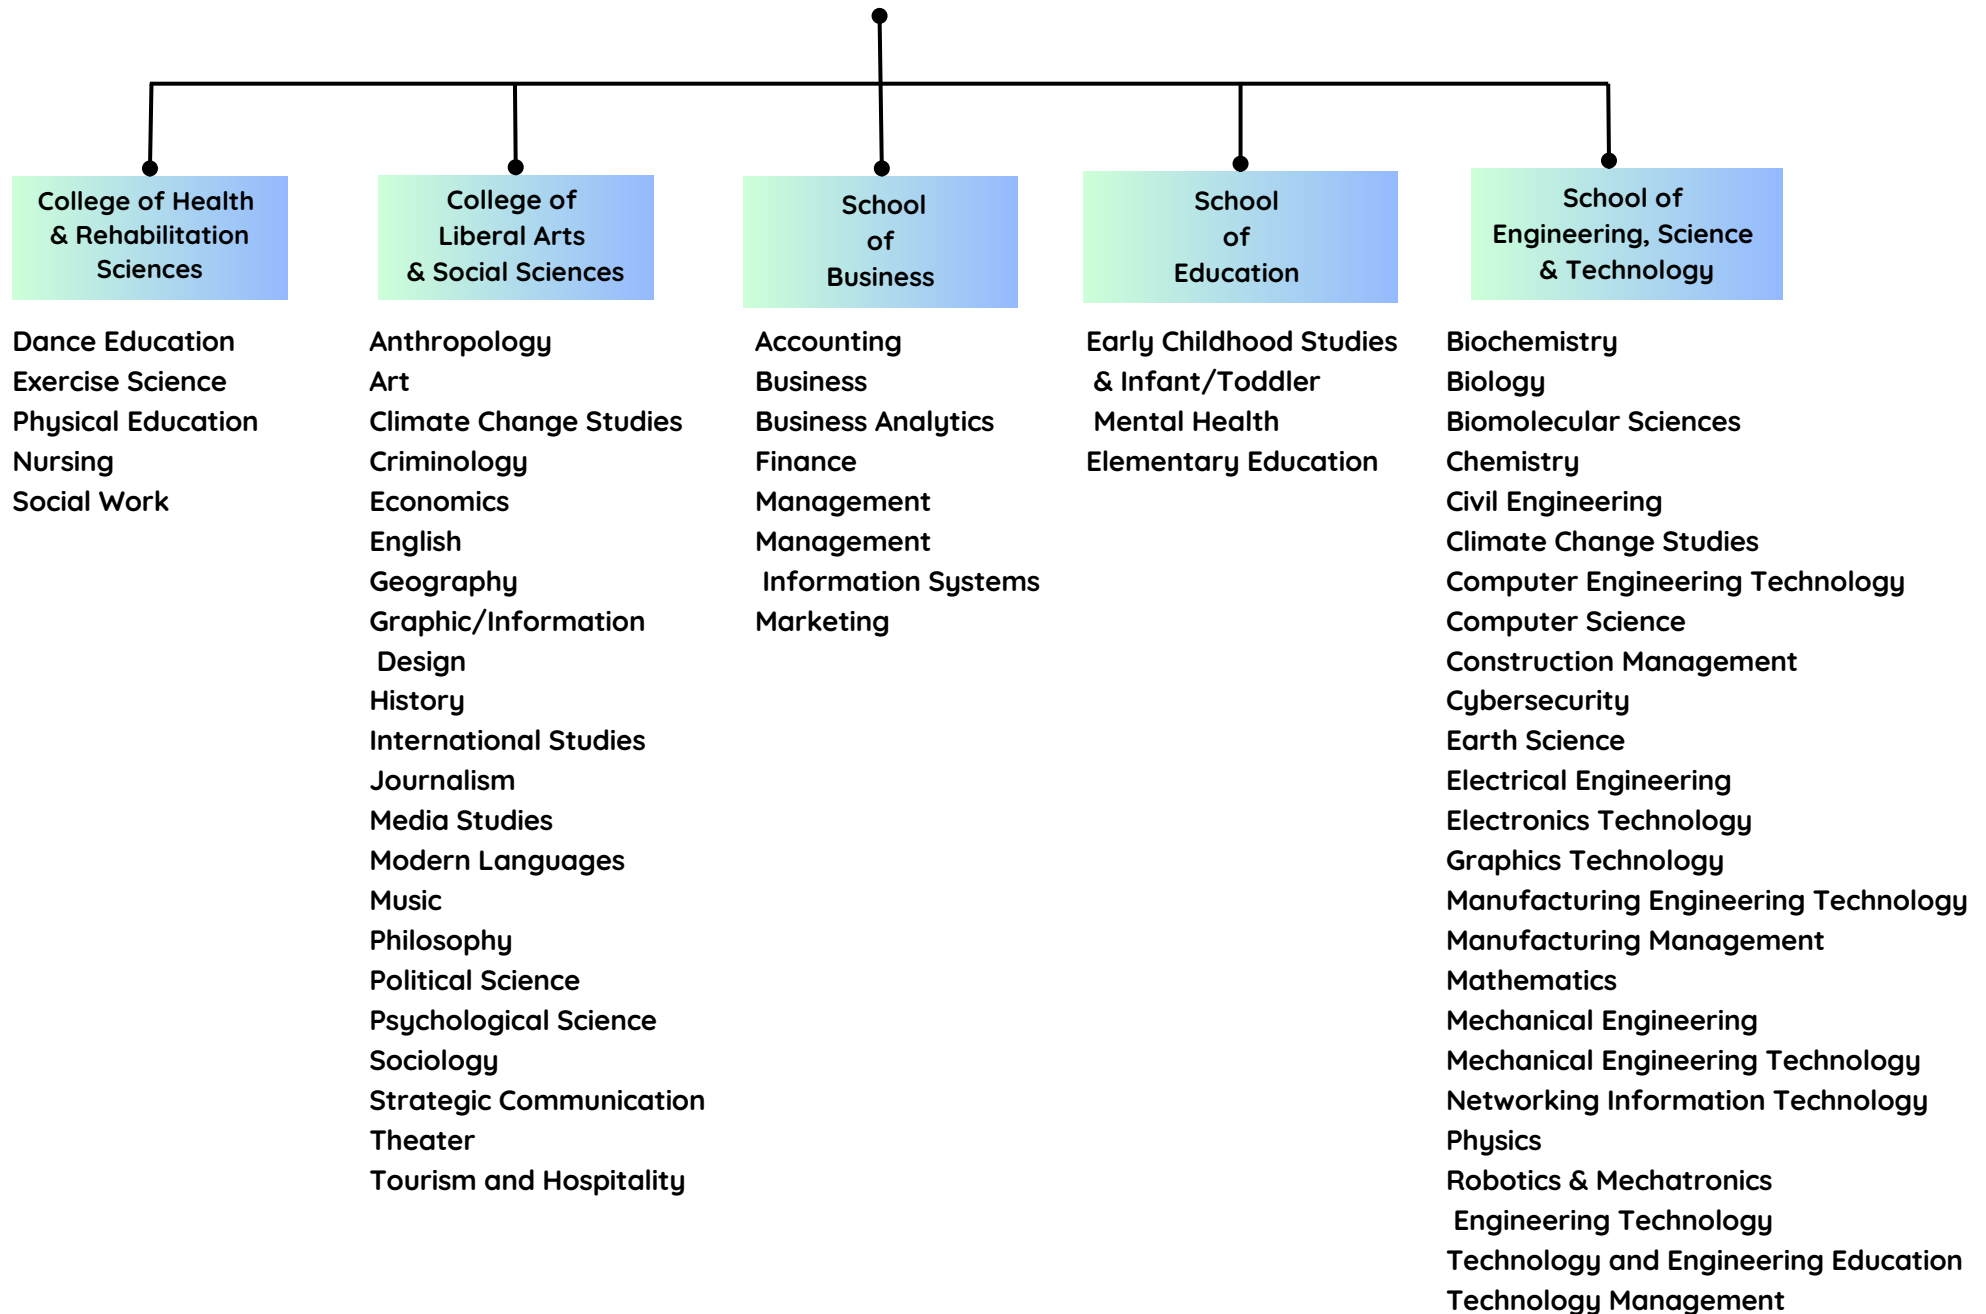 College of Health
& Rehabilitation
Sciences
Dance Education
Exercise Science
Physical Education
Nursing
Social Work
College of
Liberal Arts
& Social Sciences
Anthropology
Art
Climate Change Studies
Criminology
Economics
English
Geography
Graphic/Information
Design
History
International Studies
Journalism
Media Studies
Modern Languages
Music
Philosophy
Political Science
Psychological Science
Sociology
Strategic Communication
Theater
Tourism and Hospitality
School
of
Business
Accounting
Business
Business Analytics
Finance
Management
Management
Information Systems
Marketing
School
of
Education
Early Childhood Studies
& Infant/Toddler
Mental Health
Elementary Education
School of
Engineering, Science
& Technology
Biochemistry
Biology
Biomolecular Sciences
Chemistry
Civil Engineering
Climate Change Studies
Computer Engineering Technology
Computer Science
Construction Management
Cybersecurity
Earth Science
Electrical Engineering
Electronics Technology
Graphics Technology
Manufacturing Engineering Technology
Manufacturing Management
Mathematics
Mechanical Engineering
Mechanical Engineering Technology
Networking Information Technology
Physics
Robotics & Mechatronics
Engineering Technology
Technology and Engineering Education
Technology Management